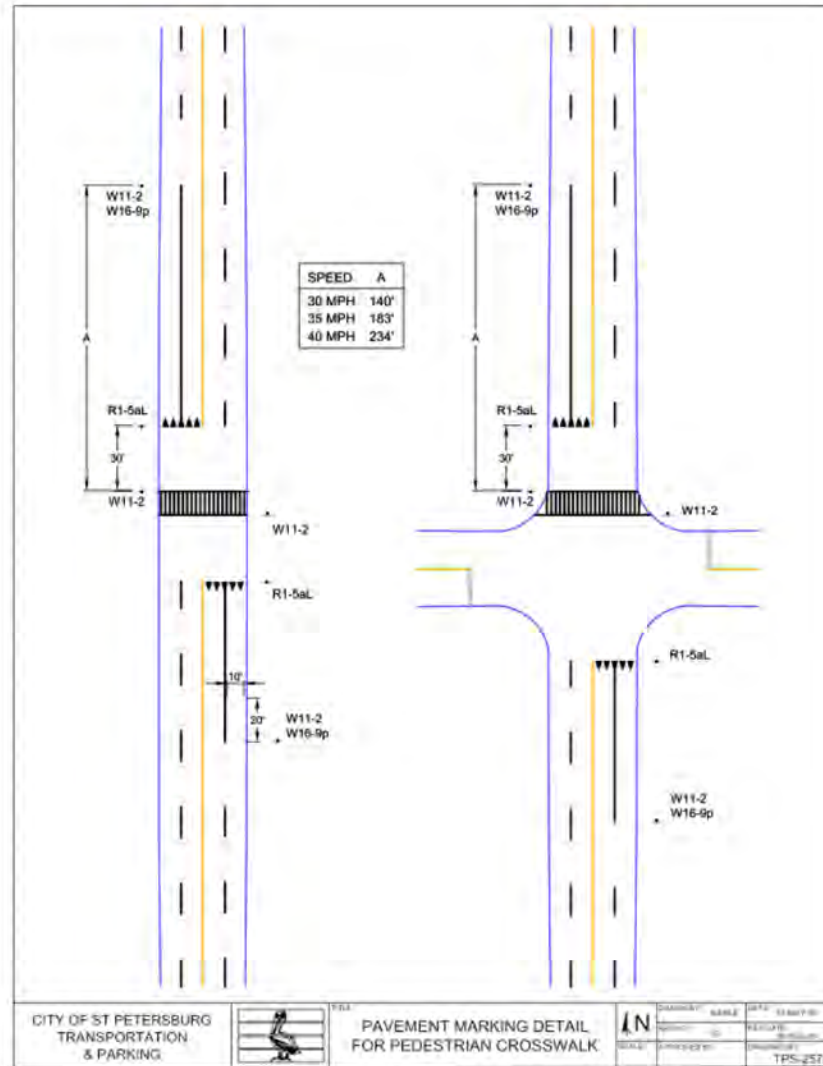 W11-2
W16-9p
A
R1-5aL
30'
W11-2
W11-2
R1-5aL
10'
20'
W11-2
W16-9p
SPEED A
30 MPH 140'
35 MPH 183'
40 MPH 234'
W11-2
W16-9p
A
R1-5aL
30'
W11-2
W11-2
R1-5aL
W11-2
W16-9p
CITY OF ST PETERSBURG
TRANSPORTATION
& PARKING
TITLE
PAVEMENT MARKING DETAIL
FOR PEDESTRIAN CROSSWALK
N
TPS-257